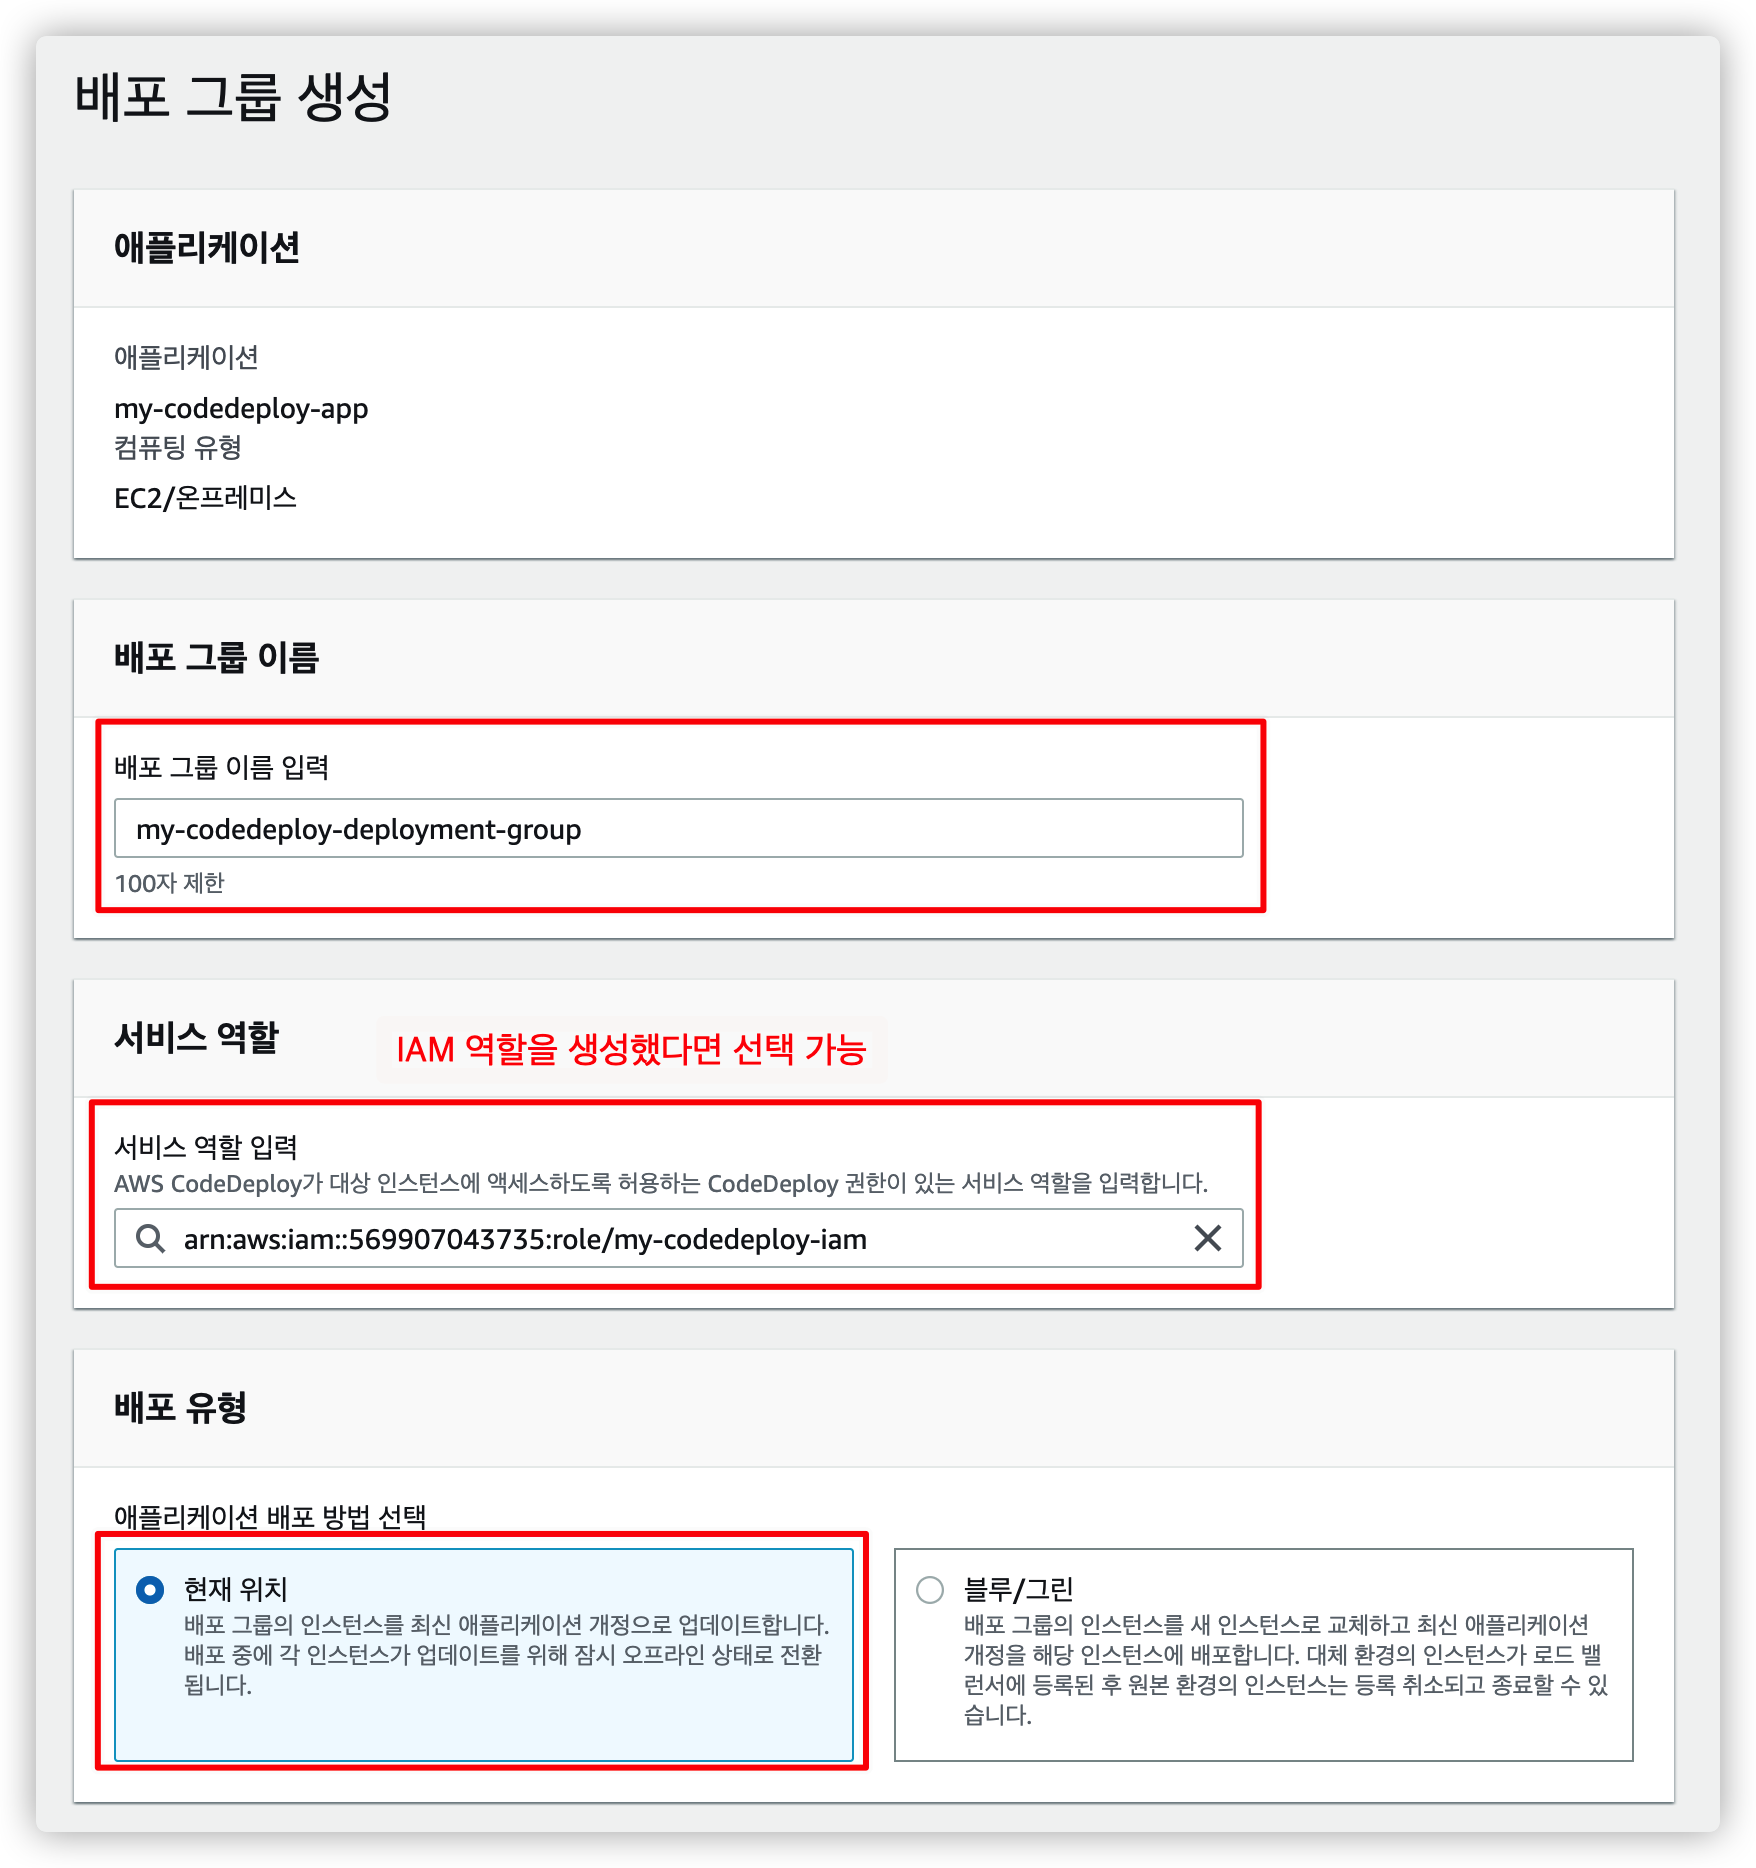 배포 그룹 생성
애플리케이션
애플리케이션
my-codedeploy-app
컴퓨팅 유형
EC2/온프레미스
배포 그룹 이름
배포 그룹 이름 입력
my-codedeploy-deployment-group
100자 제한
서비스 역할
IAM 역할을 생성했다면 선택 가능
서비스 역할 입력
AWS CodeDeploy가 대상 인스턴스에 액세스하도록 허용하는 CodeDeploy 권한이 있는 서비스 역할을 입력합니다.
arn:aws:iam::569907043735:role/my-codedeploy-iam
배포 유형
애플리케이션 배포 방법 선택
현재 위치
배포 그룹의 인스턴스를 최신 애플리케이션 개정으로 업데이트합니다.
배포 중에 각 인스턴스가 업데이트를 위해 잠시 오프라인 상태로 전환
됩니다.
블루/그린
배포 그룹의 인스턴스를 새 인스턴스로 교체하고 최신 애플리케이션
개정을 해당 인스턴스에 배포합니다. 대체 환경의 인스턴스가 로드 밸
런서에 등록된 후 원본 환경의 인스턴스는 등록 취소되고 종료할 수 있
습니다.